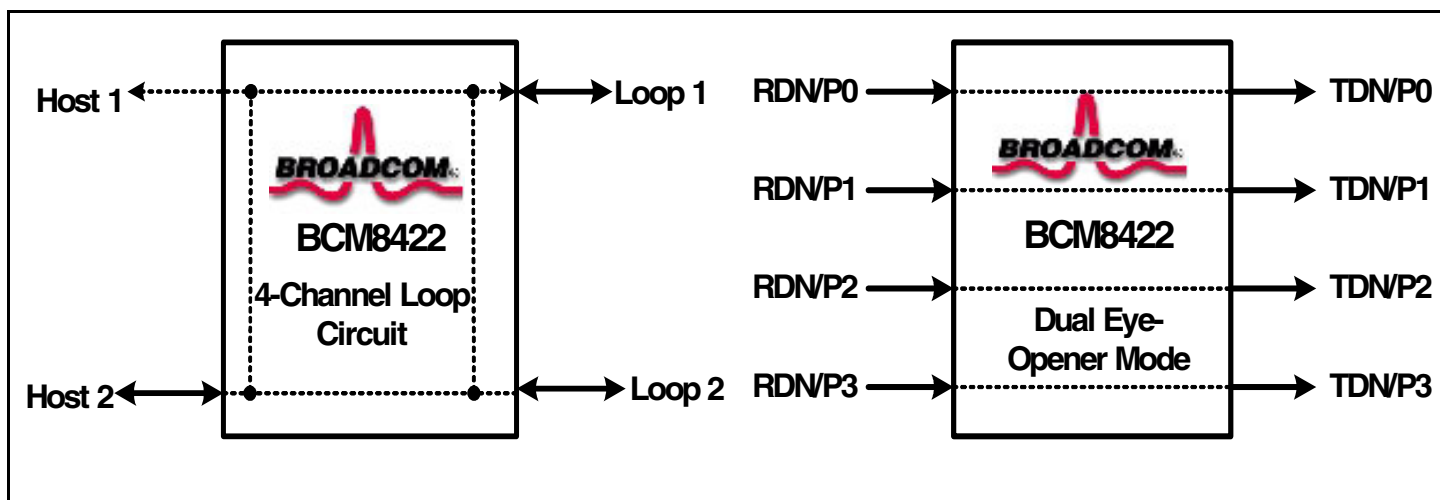 Host 1
Loop 1
BROADCOM
BCM8422
4-Channel Loop
Circuit
Host 2
Loop 2
RDN/P0
TDN/P0
BROADCOM
RDN/P1
TDN/P1
BCM8422
RDN/P2
TDN/P2
Dual Eye-
Opener Mode
RDN/P3
TDN/P3